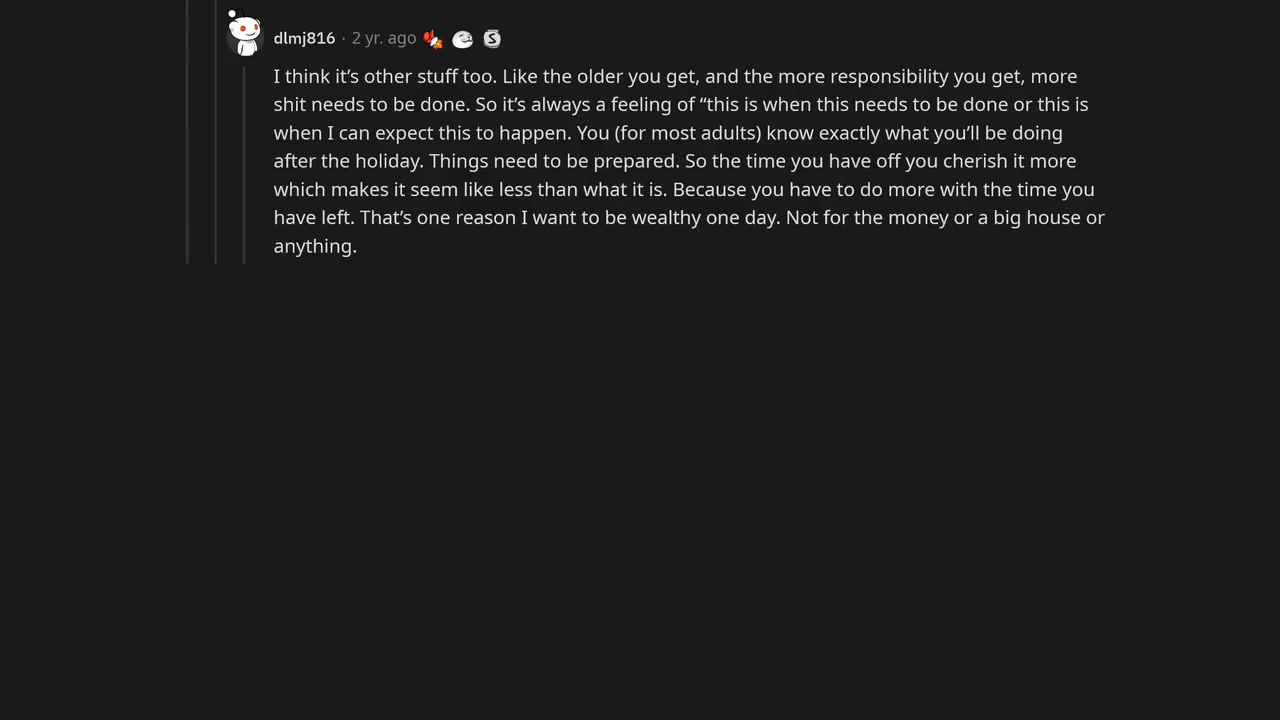 dlmj816 · 2 yr. ago
I think it’s other stuff too. Like the older you get, and the more responsibility you get, more
shit needs to be done. So it’s always a feeling of “this is when this needs to be done or this is
when I can expect this to happen. You (for most adults) know exactly what you’ll be doing
after the holiday. Things need to be prepared. So the time you have off you cherish it more
which makes it seem like less than what it is. Because you have to do more with the time you
have left. That’s one reason I want to be wealthy one day. Not for the money or a big house or
anything.